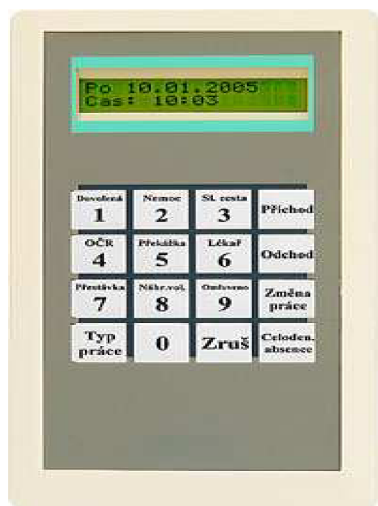 Po 10.01.2005
Cas: 10:03
Dovolená
1
Nemoc
2
Sl. cesta
3
Příchod
OČR
4
Překážka
5
Lékař
6
Odchod
Přestávka
7
Náhr.vol.
8
Omluveno
9
Změna
práce
Typ
práce
0
Zruš
Celoden.
absence